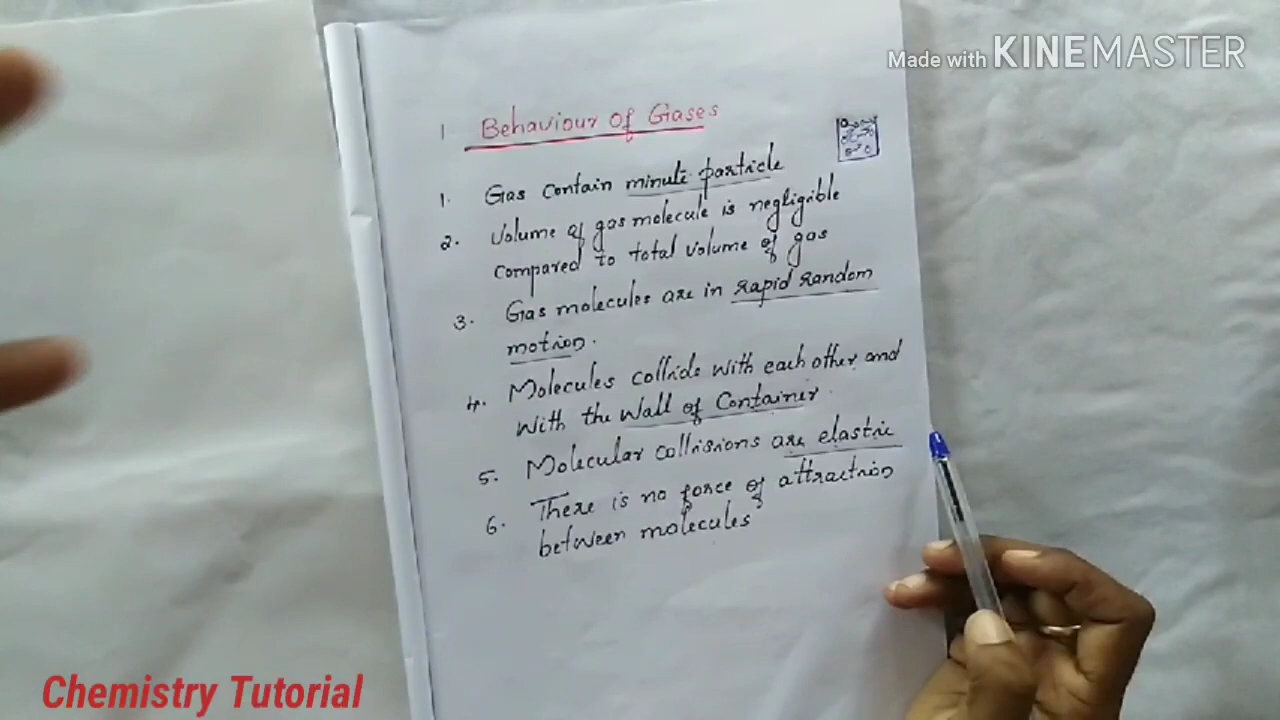 Made with KINEMASTER
1 Behaviour of Gases
1. Gas contain minute particle
2. Volume of gas molecule is negligible
compared to total volume of gas
3. Gas molecules are in rapid random
motion.
4. Molecules collide with each other and
with the wall of container.
5. Molecular collisions are elastic
6. There is no force of attraction
between molecules
Chemistry Tutorial